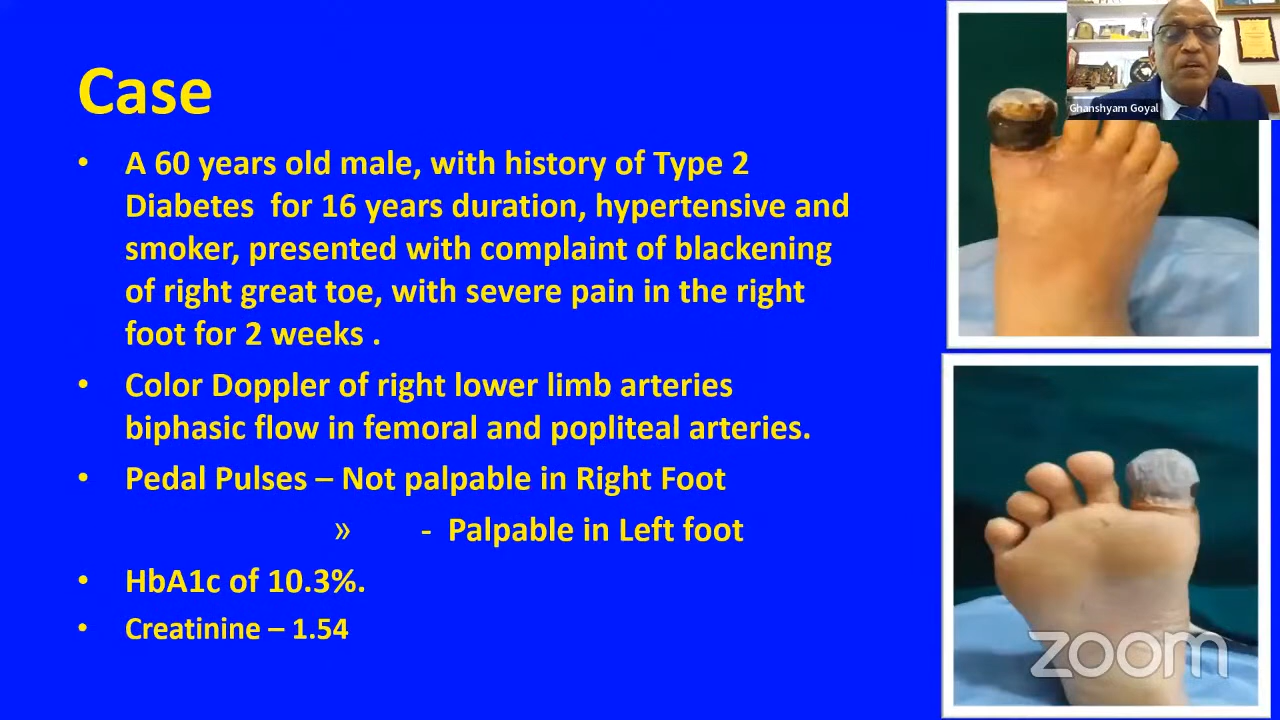 Case
• A 60 years old male, with history of Type 2
Diabetes for 16 years duration, hypertensive and
smoker, presented with complaint of blackening
of right great toe, with severe pain in the right
foot for 2 weeks .
• Color Doppler of right lower limb arteries
biphasic flow in femoral and popliteal arteries.
• Pedal Pulses – Not palpable in Right Foot
» - Palpable in Left foot
• HbA1c of 10.3%.
• Creatinine – 1.54
Ghanshyam Goyal
zoom